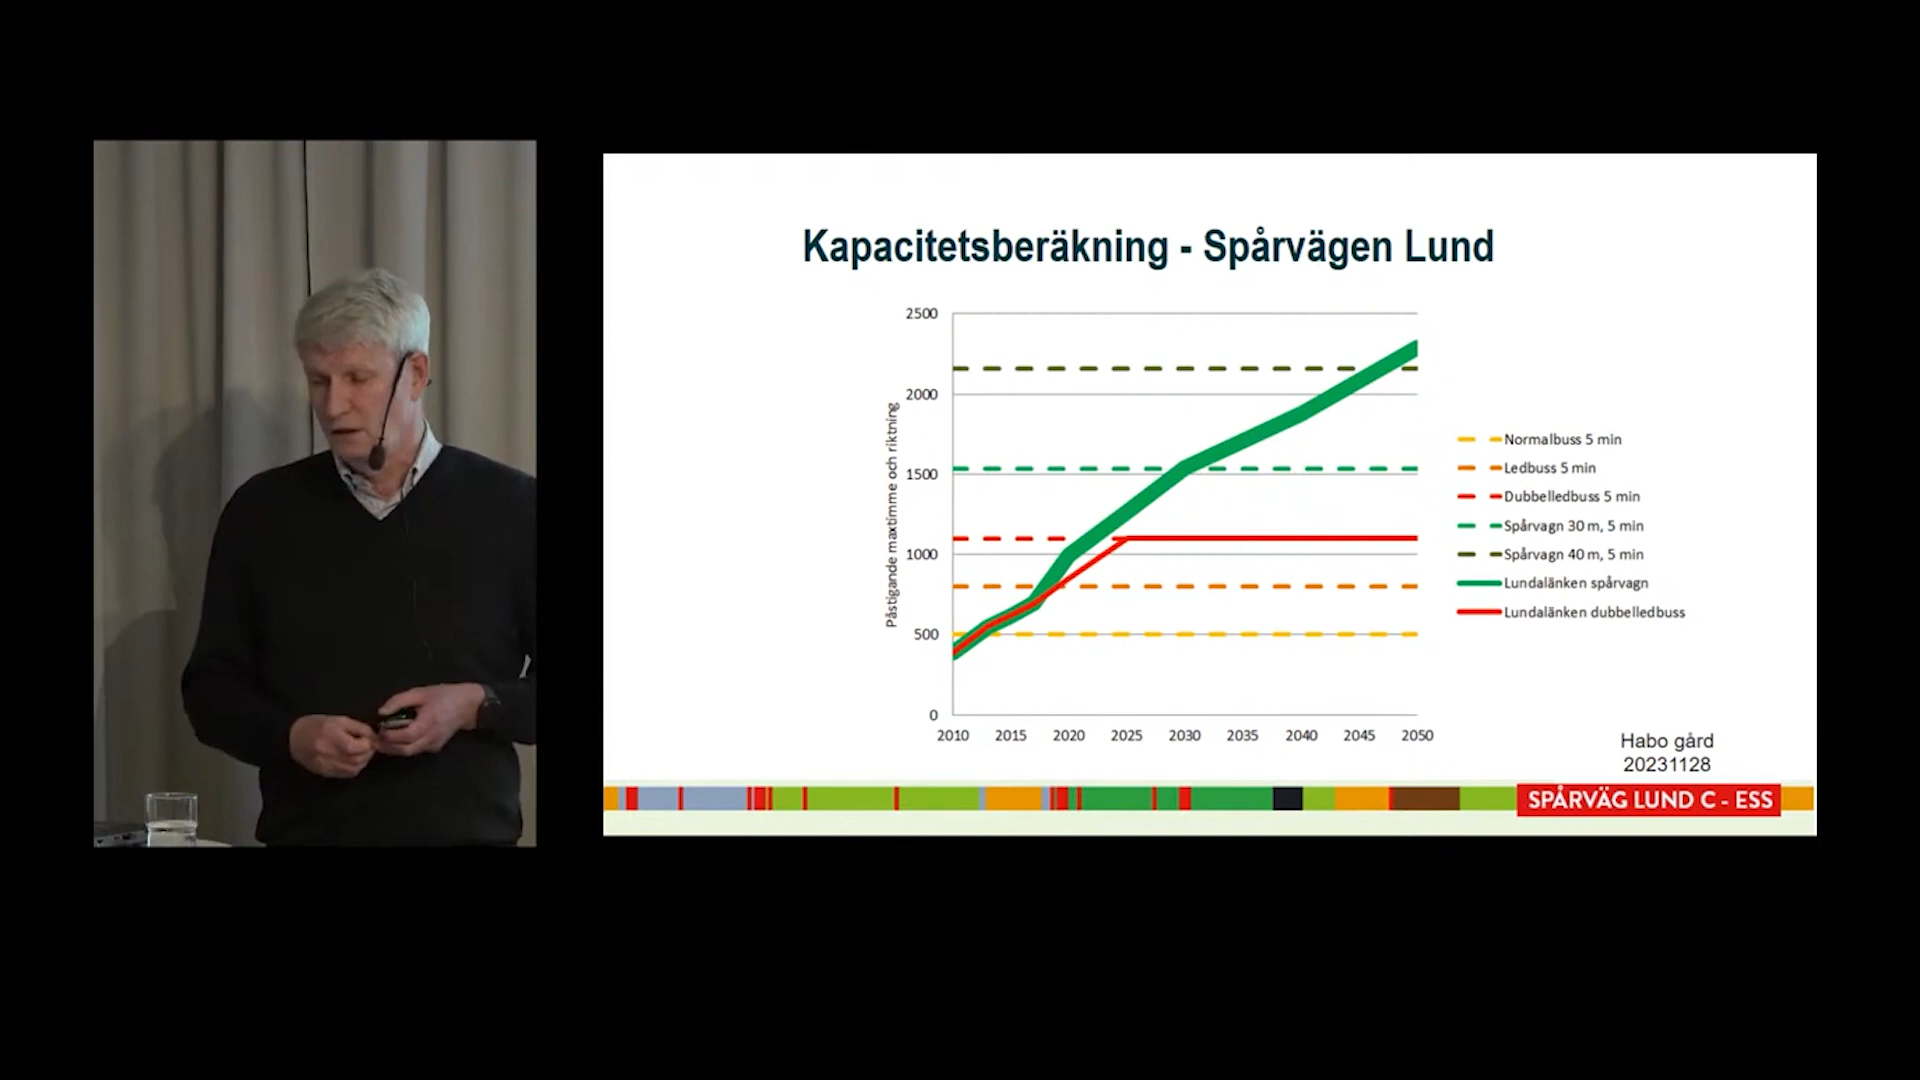 Kapacitetsberäkning - Spårvägen Lund
Påstigande maxtimme och riktning
2500
2000
1500
1000
500
0
2010 2015 2020 2025 2030 2035 2040 2045 2050
Normalbuss 5 min
Ledbuss 5 min
Dubbelledbuss 5 min
Spårvagn 30 m, 5 min
Spårvagn 40 m, 5 min
Lundalänken spårvagn
Lundalänken dubbelledbuss
Habo gård
20231128
SPÅRVÄG LUND C - ESS